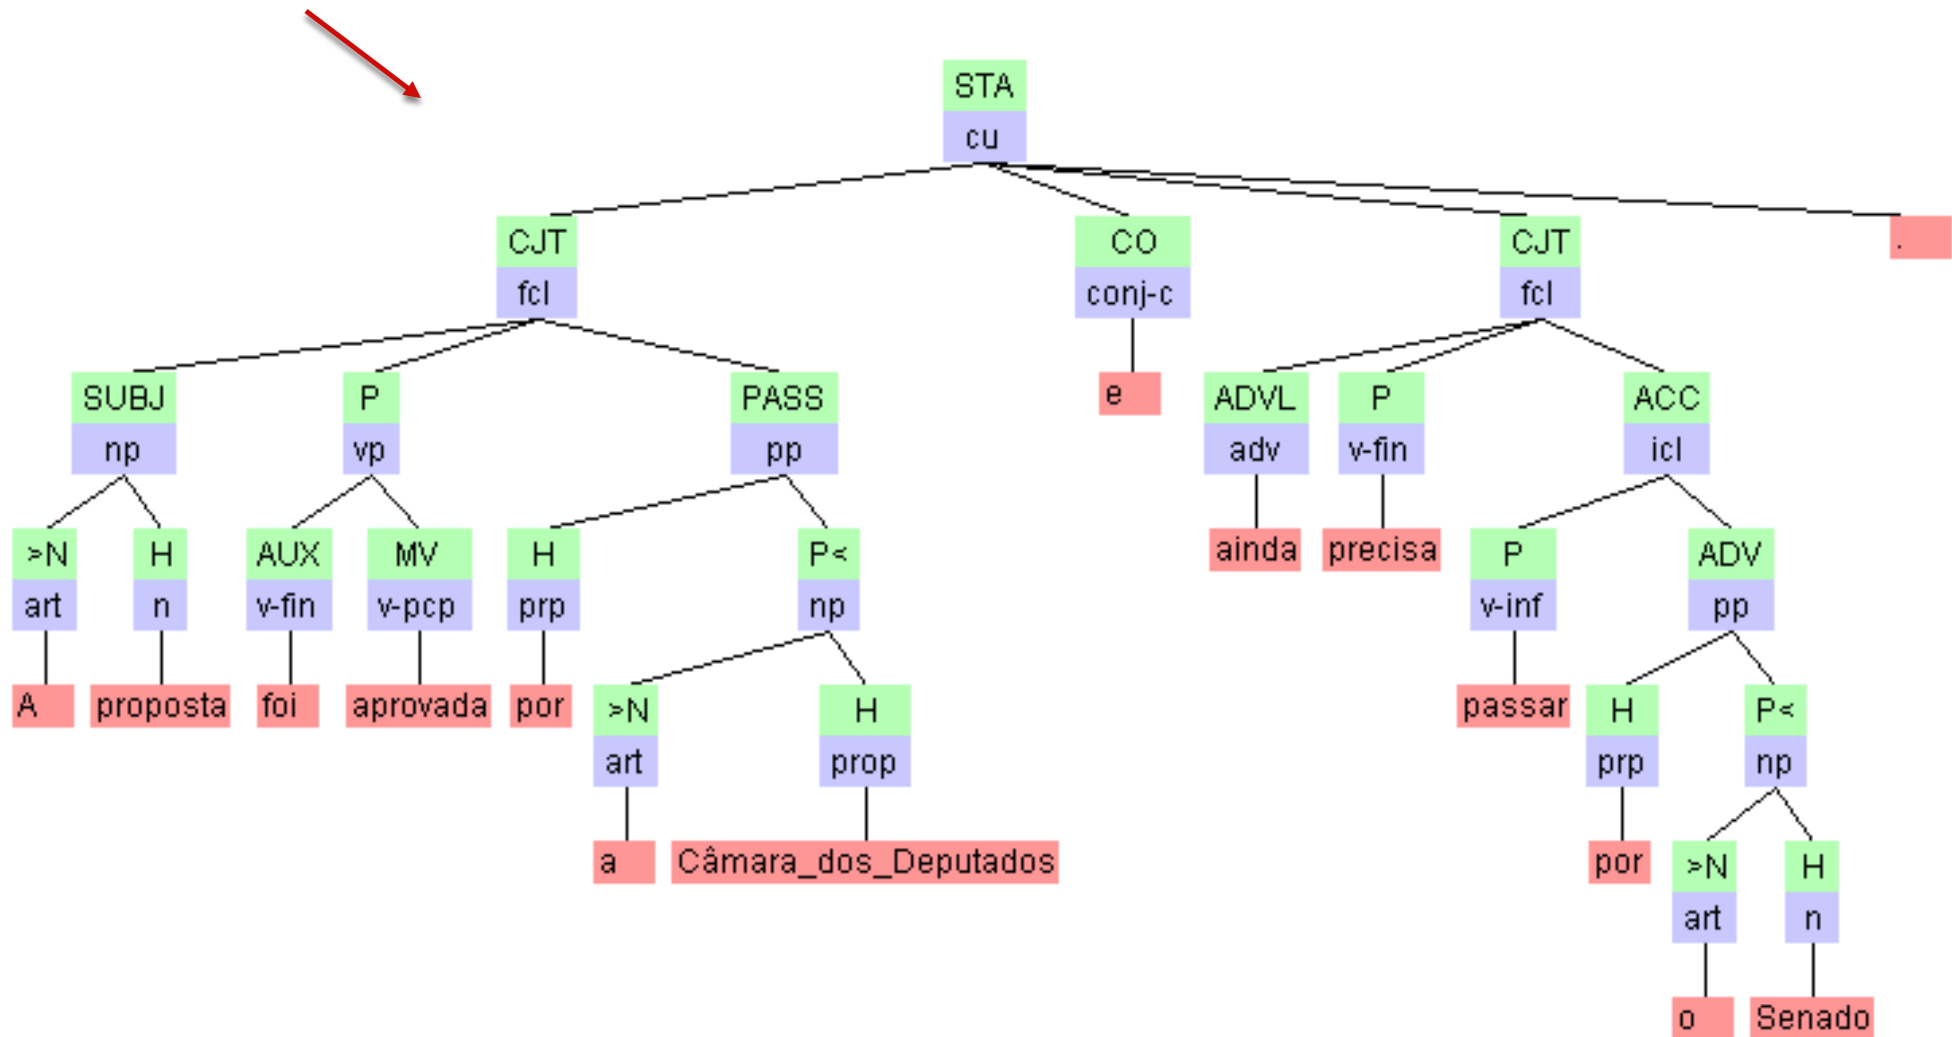 STA
cu
CJT CO CJT .
fcl conj-c fcl
SUBJ P PASS e ADVL P ACC
np vp pp adv v-fin icl
>N H AUX MV H P< ainda precisa P ADV
art n v-fin v-pcp prp np v-inf pp
A proposta foi aprovada por >N H passar H P<
art prop prp np
a Câmara_dos_Deputados por >N H
art n
o Senado